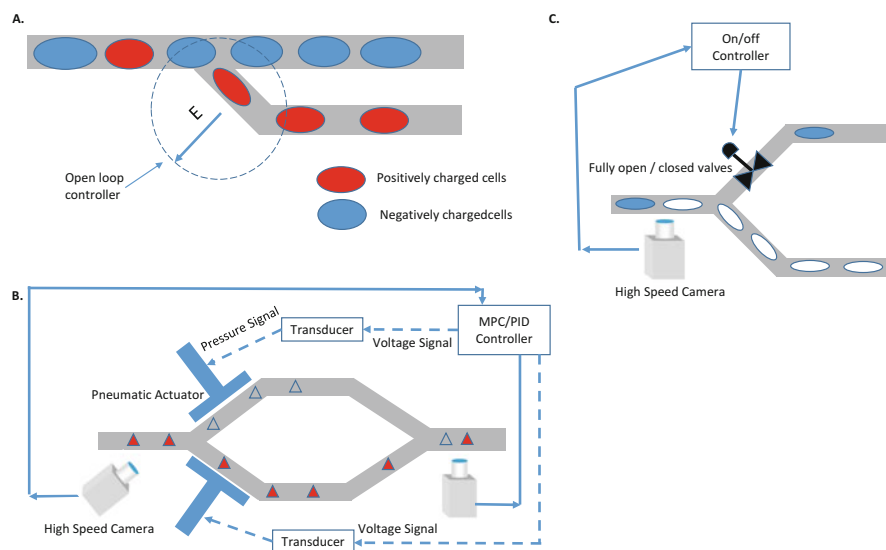 A.
E
Open loop
controller
Positively charged cells
Negatively chargedcells
B.
MPC/PID
Controller
Transducer
Voltage Signal
Pressure Signal
Pneumatic Actuator
High Speed Camera
Voltage Signal
Transducer
C.
On/off
Controller
Fully open / closed valves
High Speed Camera